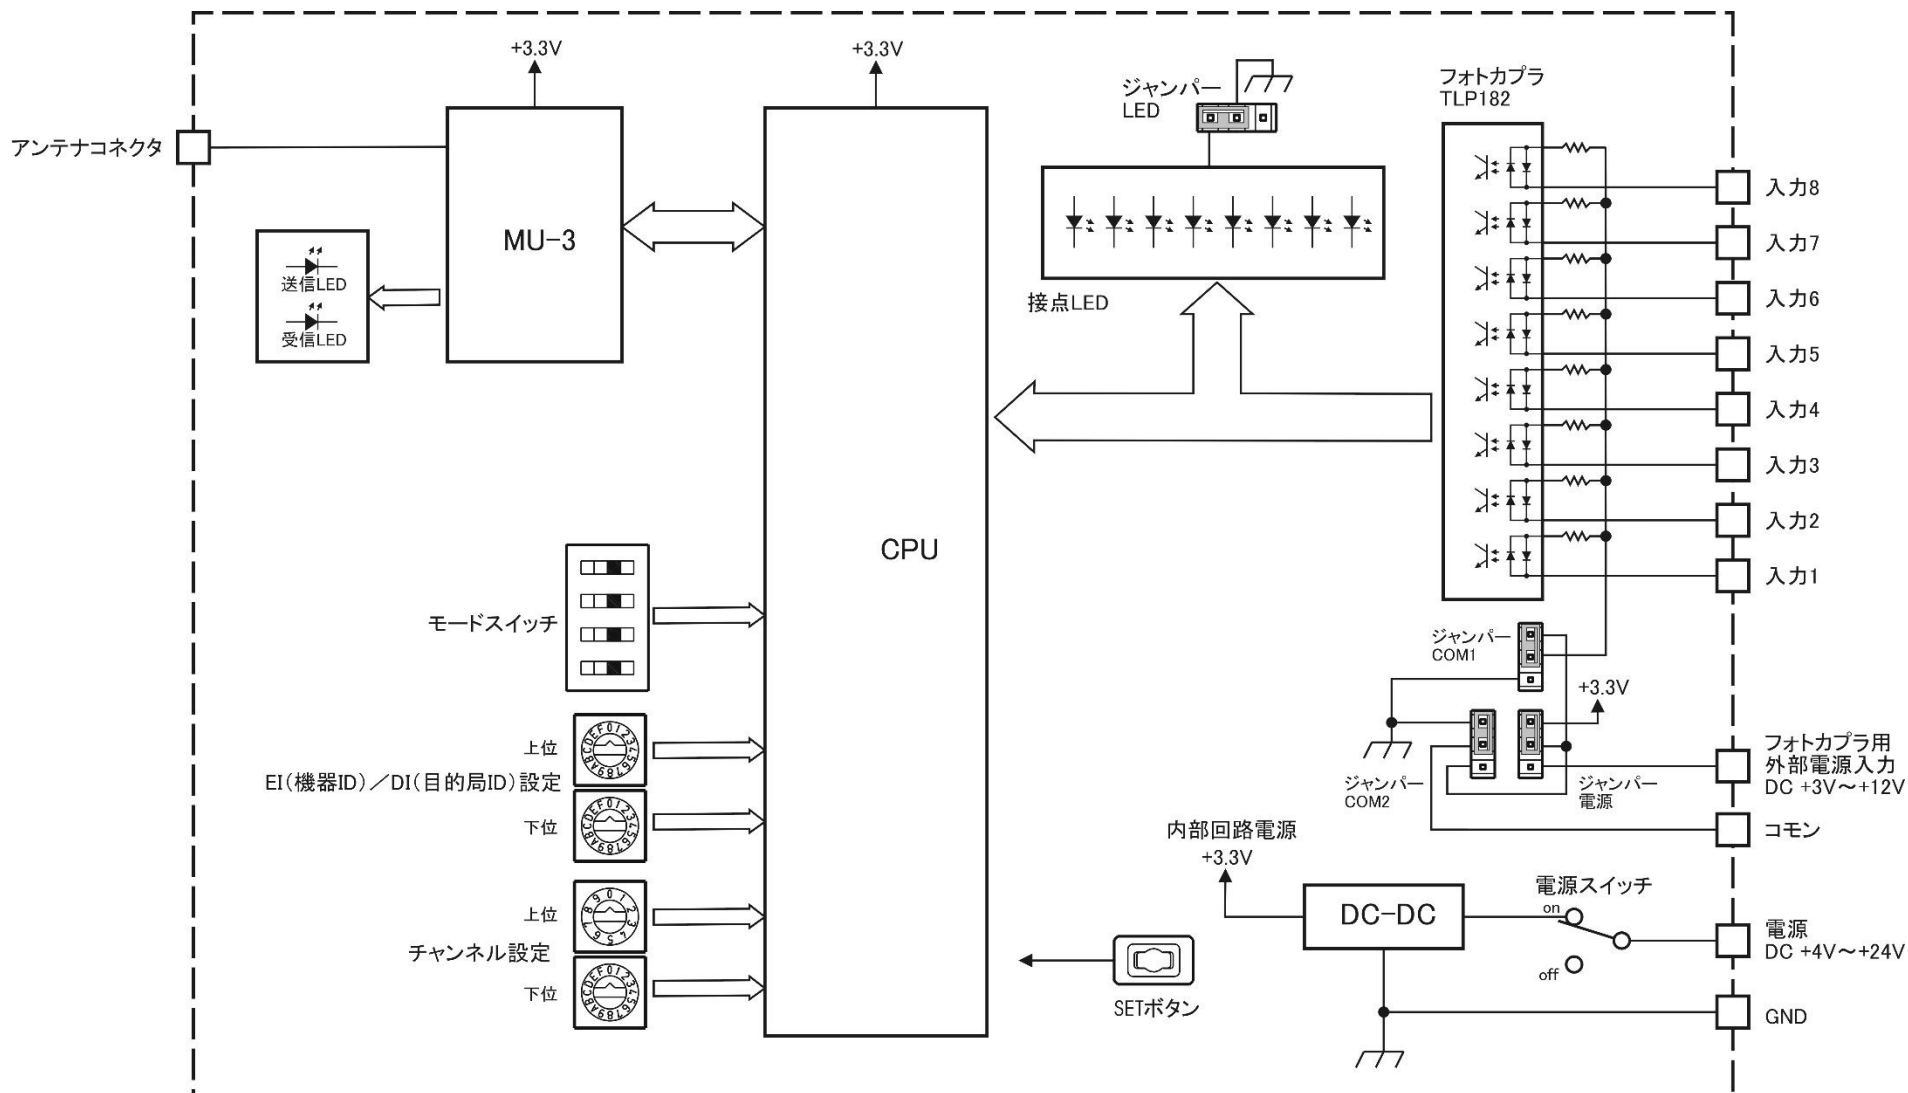 +3.3V
+3.3V
アンテナコネクタ
MU-3
送信LED
受信LED
CPU
ジャンパー
LED
接点LED
フォトカプラ
TLP182
入力8
入力7
入力6
入力5
入力4
入力3
入力2
入力1
モードスイッチ
上位
EI(機器ID)／DI(目的局ID)設定
下位
上位
チャンネル設定
下位
ジャンパー
COM1
+3.3V
ジャンパー
COM2
ジャンパー
電源
フォトカプラ用
外部電源入力
DC +3V～+12V
コモン
内部回路電源
+3.3V
DC-DC
電源スイッチ
on
off
電源
DC +4V～+24V
GND
SETボタン
0123456789ABCDEF
0123456789ABCDEF
0123456789
0123456789ABCDEF